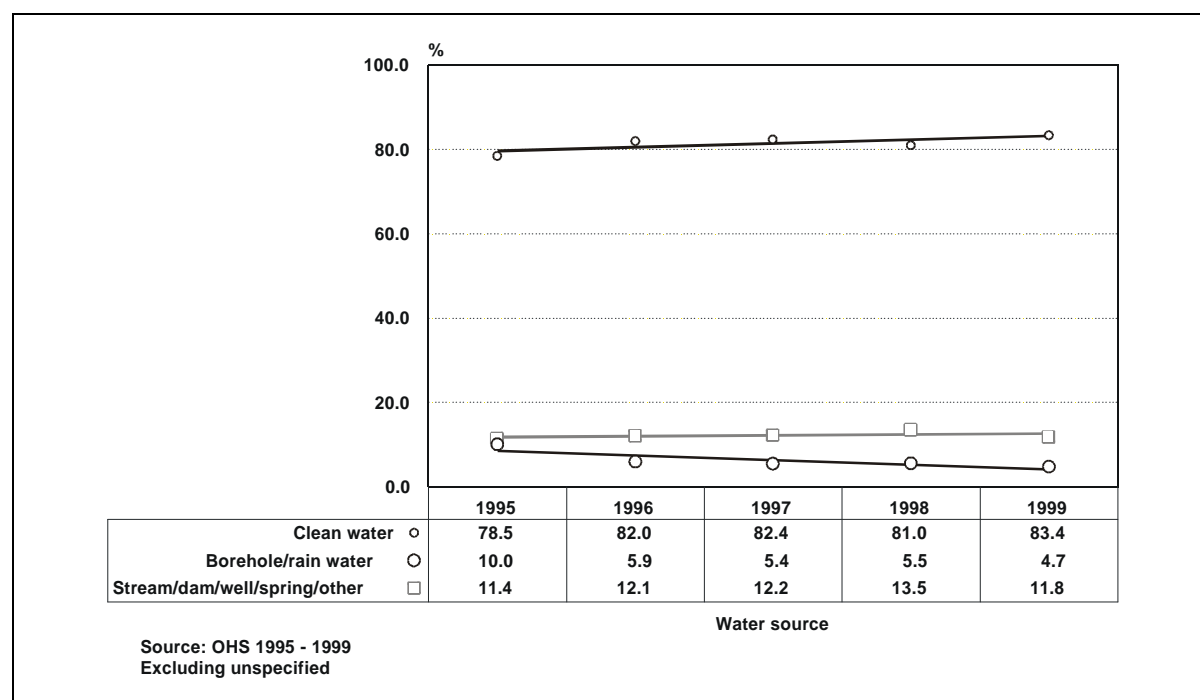 %
100.0
80.0
60.0
40.0
20.0
0.0
1995 1996 1997 1998 1999
Clean water 78.5 82.0 82.4 81.0 83.4
Borehole/rain water 10.0 5.9 5.4 5.5 4.7
Stream/dam/well/spring/other 11.4 12.1 12.2 13.5 11.8
Water source
Source: OHS 1995 - 1999
Excluding unspecified